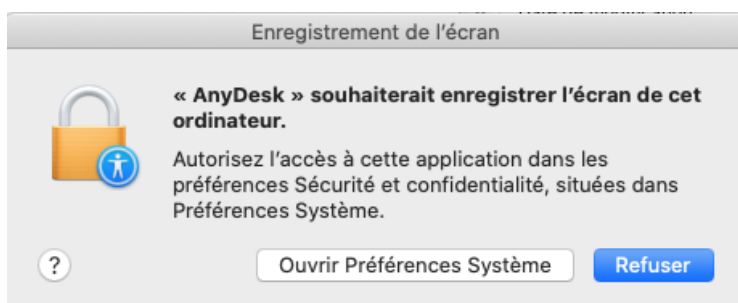 Enregistrement de l'écran
« AnyDesk » souhaiterait enregistrer l'écran de cet
ordinateur.
Autorisez l'accès à cette application dans les
préférences Sécurité et confidentialité, situées dans
Préférences Système.
?
Ouvrir Préférences Système
Refuser